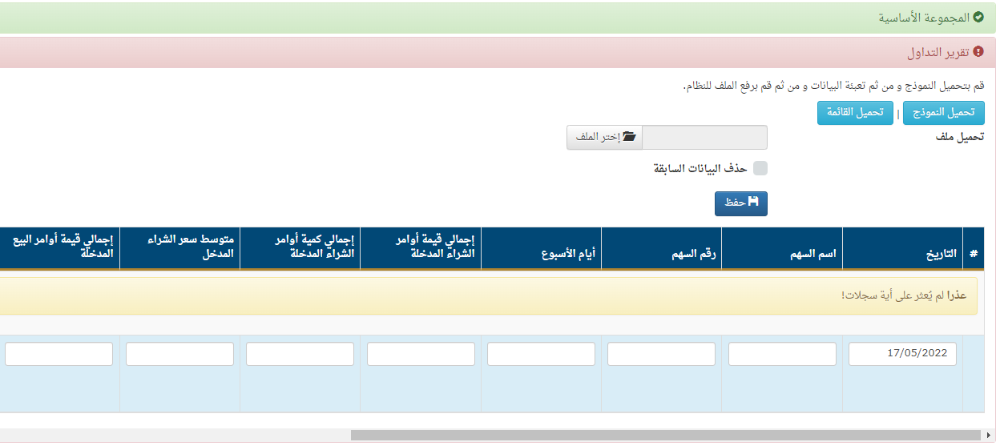 المجموعة الأساسية
تقرير التداول
قم بتحميل النموذج و من ثم تعبئة البيانات و من ثم قم برفع الملف للنظام.
تحميل النموذج | تحميل القائمة
تحميل ملف إختر الملف
حذف البيانات السابقة
حفظ
# التاريخ اسم السهم رقم السهم أيام الأسبوع إجمالي قيمة أوامر الشراء المدخلة إجمالي كمية أوامر الشراء المدخلة متوسط سعر الشراء المدخل إجمالي قيمة أوامر البيع المدخلة
عذرا لم يُعثر على أية سجلات!
17/05/2022